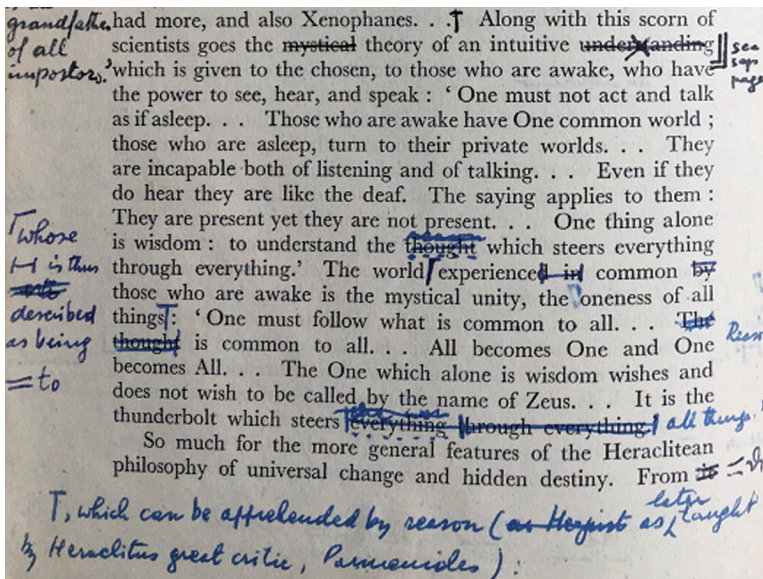 grandfather
of all
impostors.'
had more, and also Xenophanes. . . Along with this scorn of
scientists goes the mystical theory of an intuitive understanding
see
page
which is given to the chosen, to those who are awake, who have
the power to see, hear, and speak : ' One must not act and talk
as if asleep. . . Those who are awake have One common world ;
those who are asleep, turn to their private worlds. . . They
are incapable both of listening and of talking. . . Even if they
do hear they are like the deaf. The saying applies to them :
They are present yet they are not present. . . One thing alone
is wisdom : to understand the thought which steers everything
through everything.' The world experienced in common by
those who are awake is the mystical unity, the oneness of all
things : ' One must follow what is common to all. . . The
thought is common to all. . . All becomes One and One
becomes All. . . The One which alone is wisdom wishes and
does not wish to be called by the name of Zeus. . . It is the
thunderbolt which steers everything through everything.
all things.'
whose
is thus
described
as being
= to
So much for the more general features of the Heraclitean
philosophy of universal change and hidden destiny. From
, which can be apprehended by reason ( as later taught
by Heraclitus great critic, Parmenides ) :